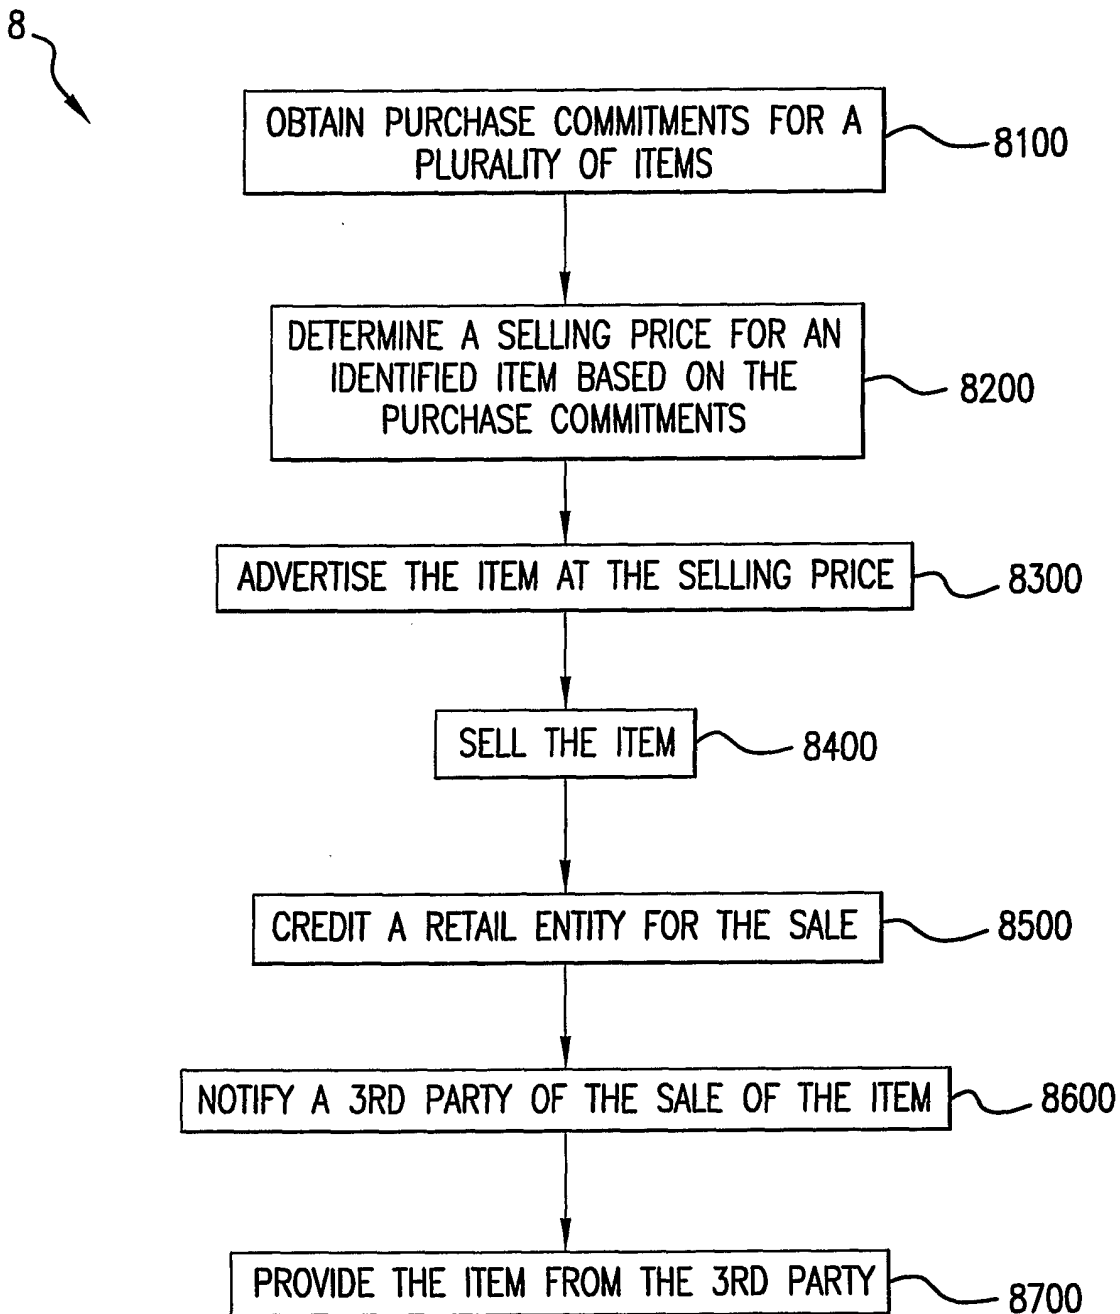 8
OBTAIN PURCHASE COMMITMENTS FOR A
PLURALITY OF ITEMS
8100
DETERMINE A SELLING PRICE FOR AN
IDENTIFIED ITEM BASED ON THE
PURCHASE COMMITMENTS
8200
ADVERTISE THE ITEM AT THE SELLING PRICE
8300
SELL THE ITEM
8400
CREDIT A RETAIL ENTITY FOR THE SALE
8500
NOTIFY A 3RD PARTY OF THE SALE OF THE ITEM
8600
PROVIDE THE ITEM FROM THE 3RD PARTY
8700